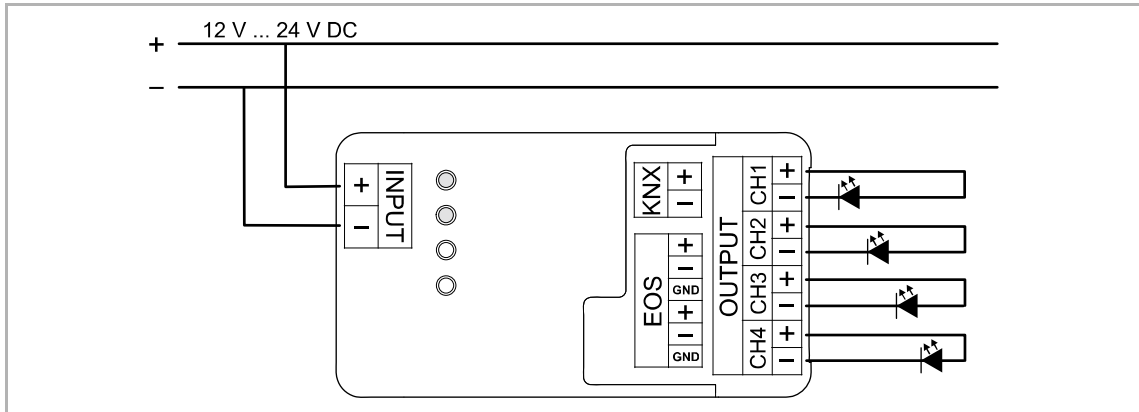 12 V ... 24 V DC
+
−
+
−
INPUT
KNX
+
−
EOS
+
−
GND
+
−
GND
OUTPUT
CH1
+
−
CH2
+
−
CH3
+
−
CH4
+
−